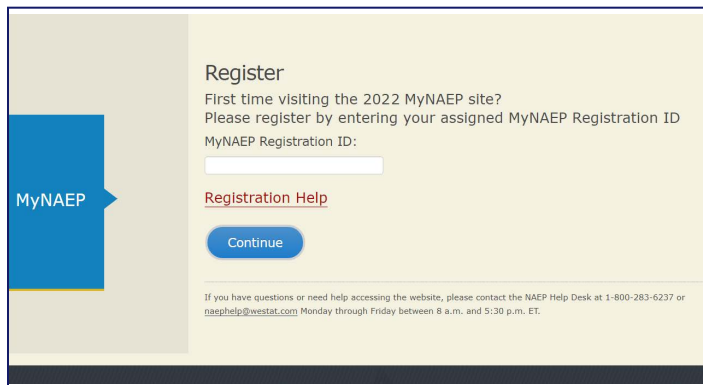 Register
First time visiting the 2022 MyNAEP site?
Please register by entering your assigned MyNAEP Registration ID
MyNAEP Registration ID:
MyNAEP
Registration Help
Continue
If you have questions or need help accessing the website, please contact the NAEP Help Desk at 1-800-283-6237 or
naephelp@westat.com Monday through Friday between 8 a.m. and 5:30 p.m. ET.